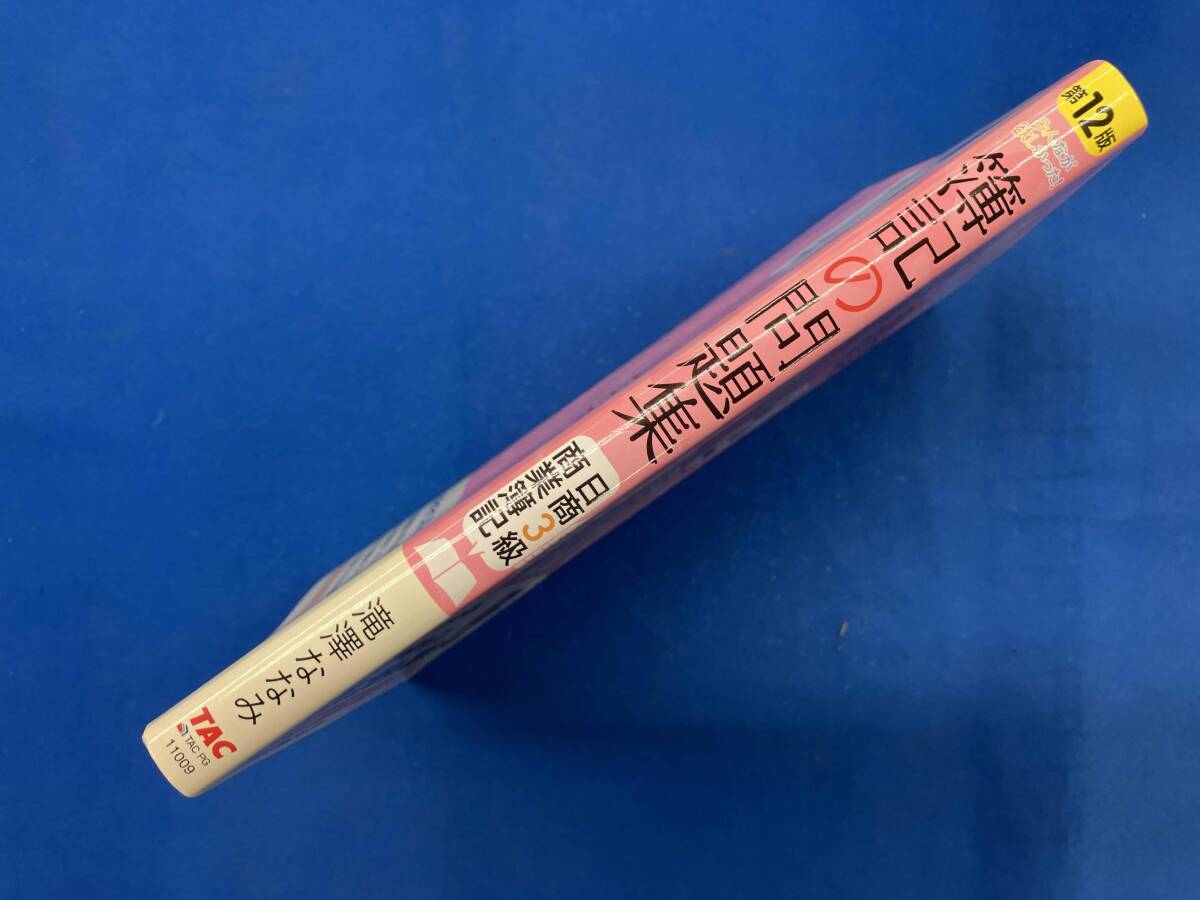 第12版
みんなが
欲しかった!
簿記の問題集
日商3級
商業簿記
滝澤ななみ
TAC
TAC PG
11009